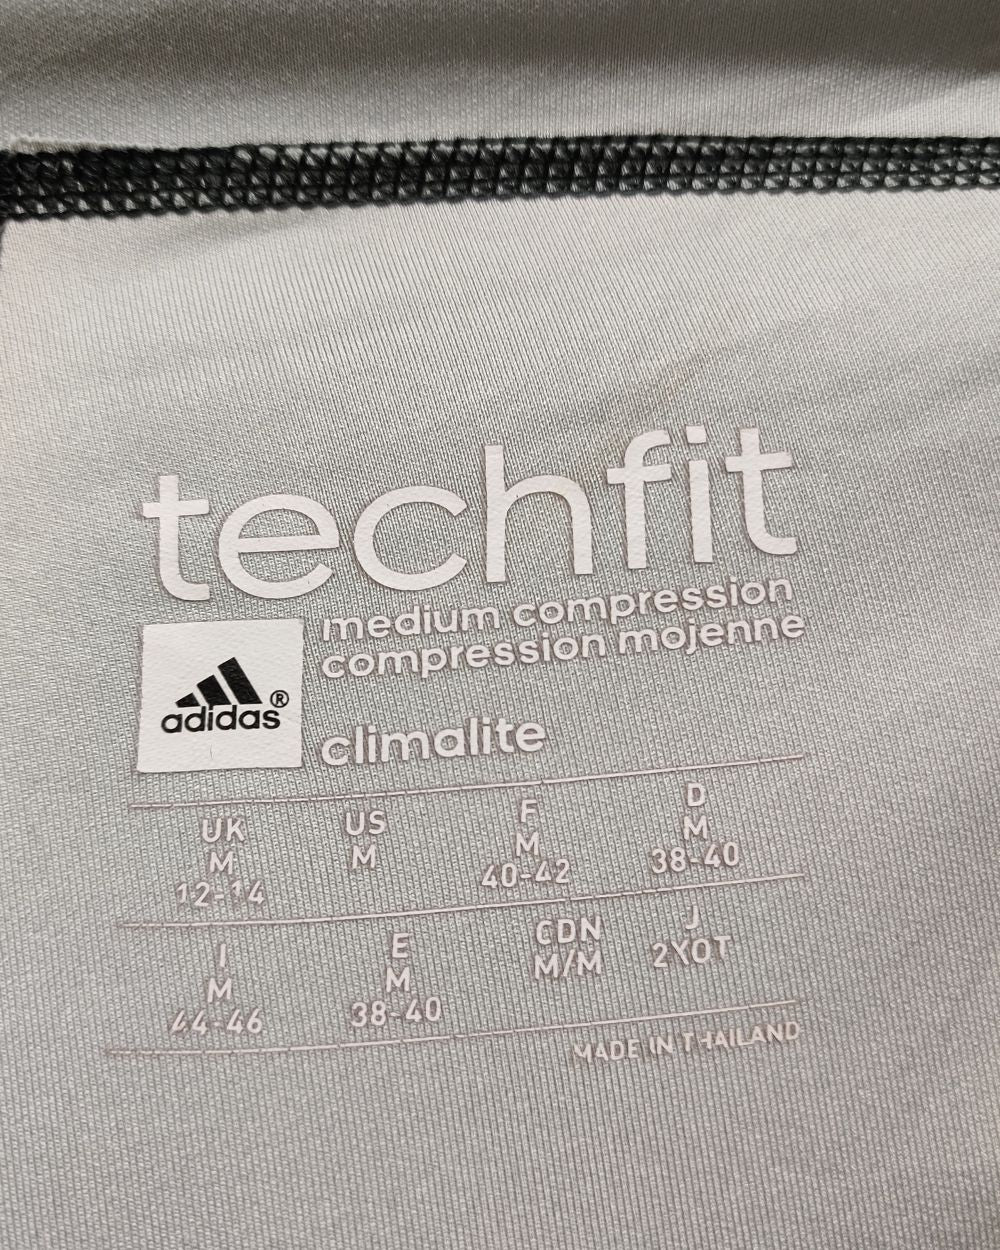 techfit
medium compression
compression mojenne
adidas®
climalite
UK US F D
M M M M
12-14 40-42 38-40
I E CDN J
M M M/M 2YOT
44-46 38-40
MADE IN THAILAND